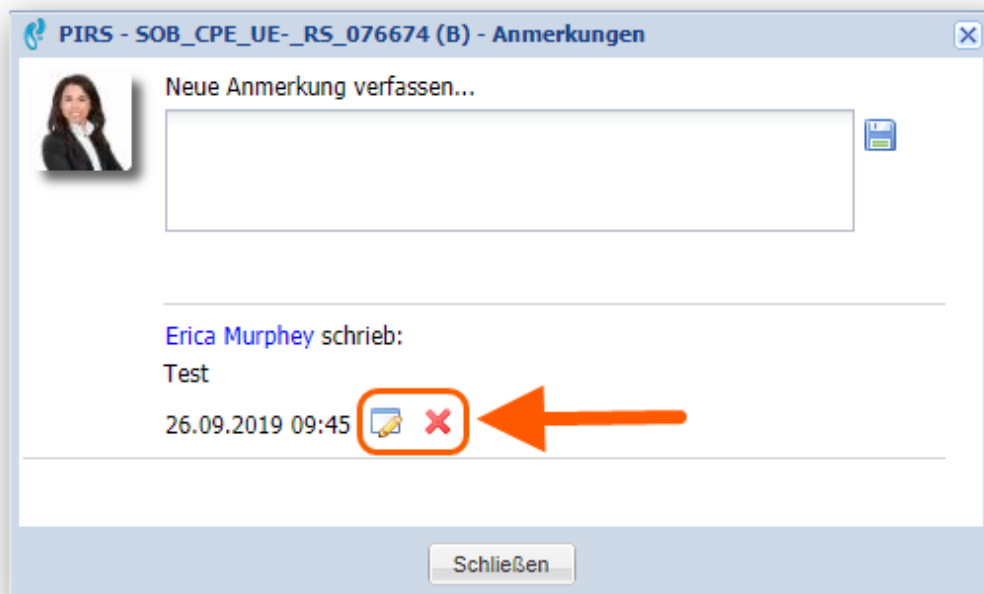 PIRS - SOB_CPE_UE-_RS_076674 (B) - Anmerkungen
Neue Anmerkung verfassen...
Erica Murphey schrieb:
Test
26.09.2019 09:45
Schließen